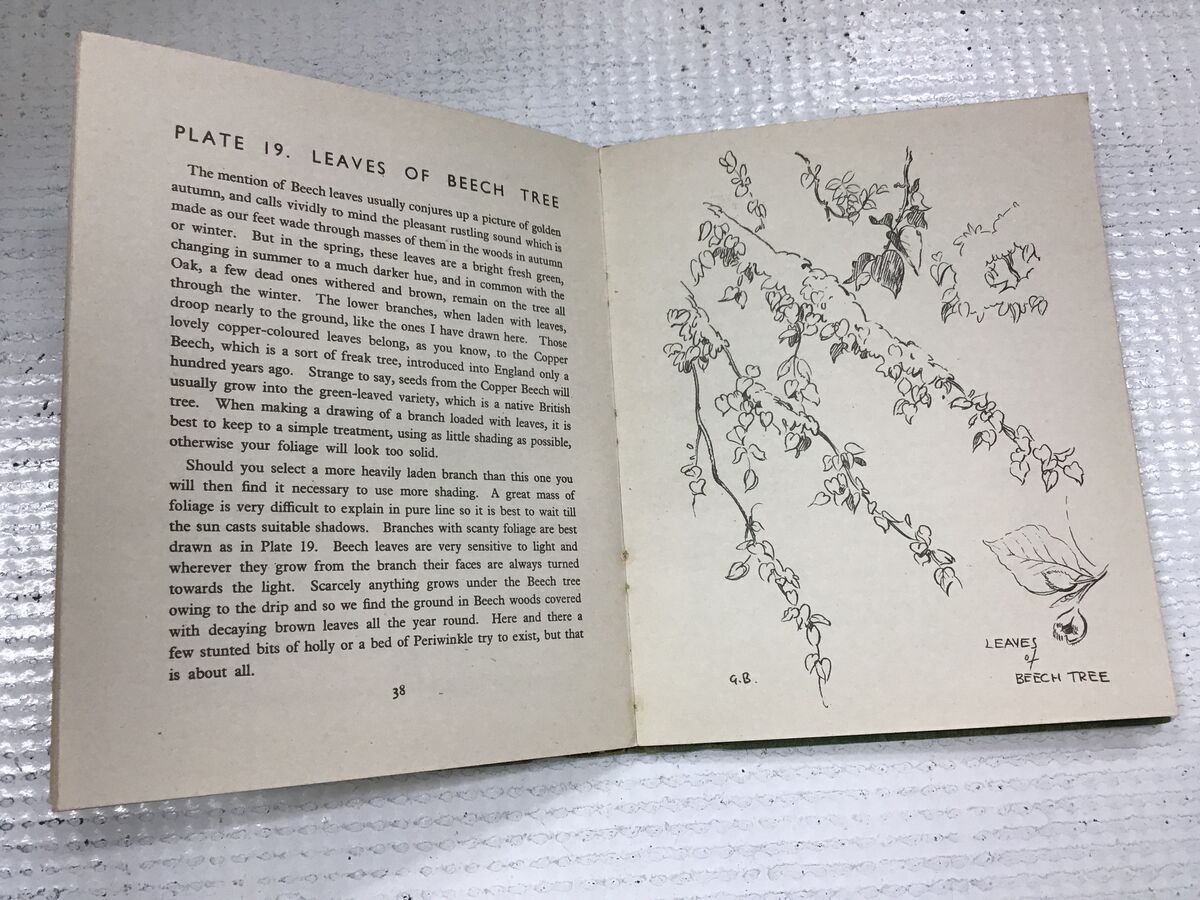 PLATE 19. LEAVES OF BEECH TREE
The mention of Beech leaves usually conjures up a picture of golden
autumn, and calls vividly to mind the pleasant rustling sound which is
made as our feet wade through masses of them in the woods in autumn
or winter. But in the spring, these leaves are a bright fresh green,
changing in summer to a much darker hue, and in common with the
Oak, a few dead ones withered and brown, remain on the tree all
through the winter. The lower branches, when laden with leaves,
droop nearly to the ground, like the ones I have drawn here. Those
lovely copper-coloured leaves belong, as you know, to the Copper
Beech, which is a sort of freak tree, introduced into England only a
hundred years ago. Strange to say, seeds from the Copper Beech will
usually grow into the green-leaved variety, which is a native British
tree. When making a drawing of a branch loaded with leaves, it is
best to keep to a simple treatment, using as little shading as possible,
otherwise your foliage will look too solid.
Should you select a more heavily laden branch than this one you
will then find it necessary to use more shading. A great mass of
foliage is very difficult to explain in pure line so it is best to wait till
the sun casts suitable shadows. Branches with scanty foliage are best
drawn as in Plate 19. Beech leaves are very sensitive to light and
wherever they grow from the branch their faces are always turned
towards the light. Scarcely anything grows under the Beech tree
owing to the drip and so we find the ground in Beech woods covered
with decaying brown leaves all the year round. Here and there a
few stunted bits of holly or a bed of Periwinkle try to exist, but that
is about all.
38
G.B.
LEAVES
of
BEECH TREE